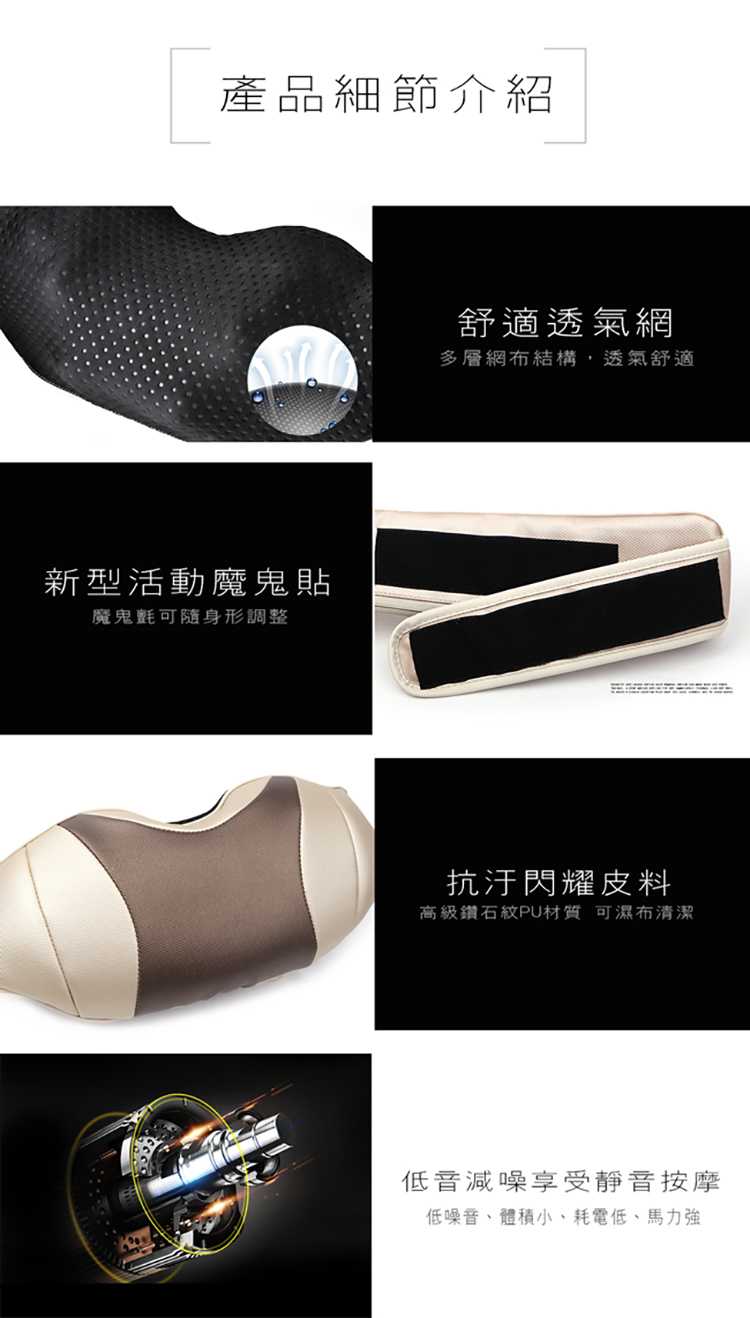 產品細節介紹
舒適透氣網
多層網布結構，透氣舒適
新型活動魔鬼貼
魔鬼氈可隨身形調整
抗汙閃耀皮料
高級鑽石紋PU材質 可濕布清潔
低音減噪享受靜音按摩
低噪音、體積小、耗電低、馬力強